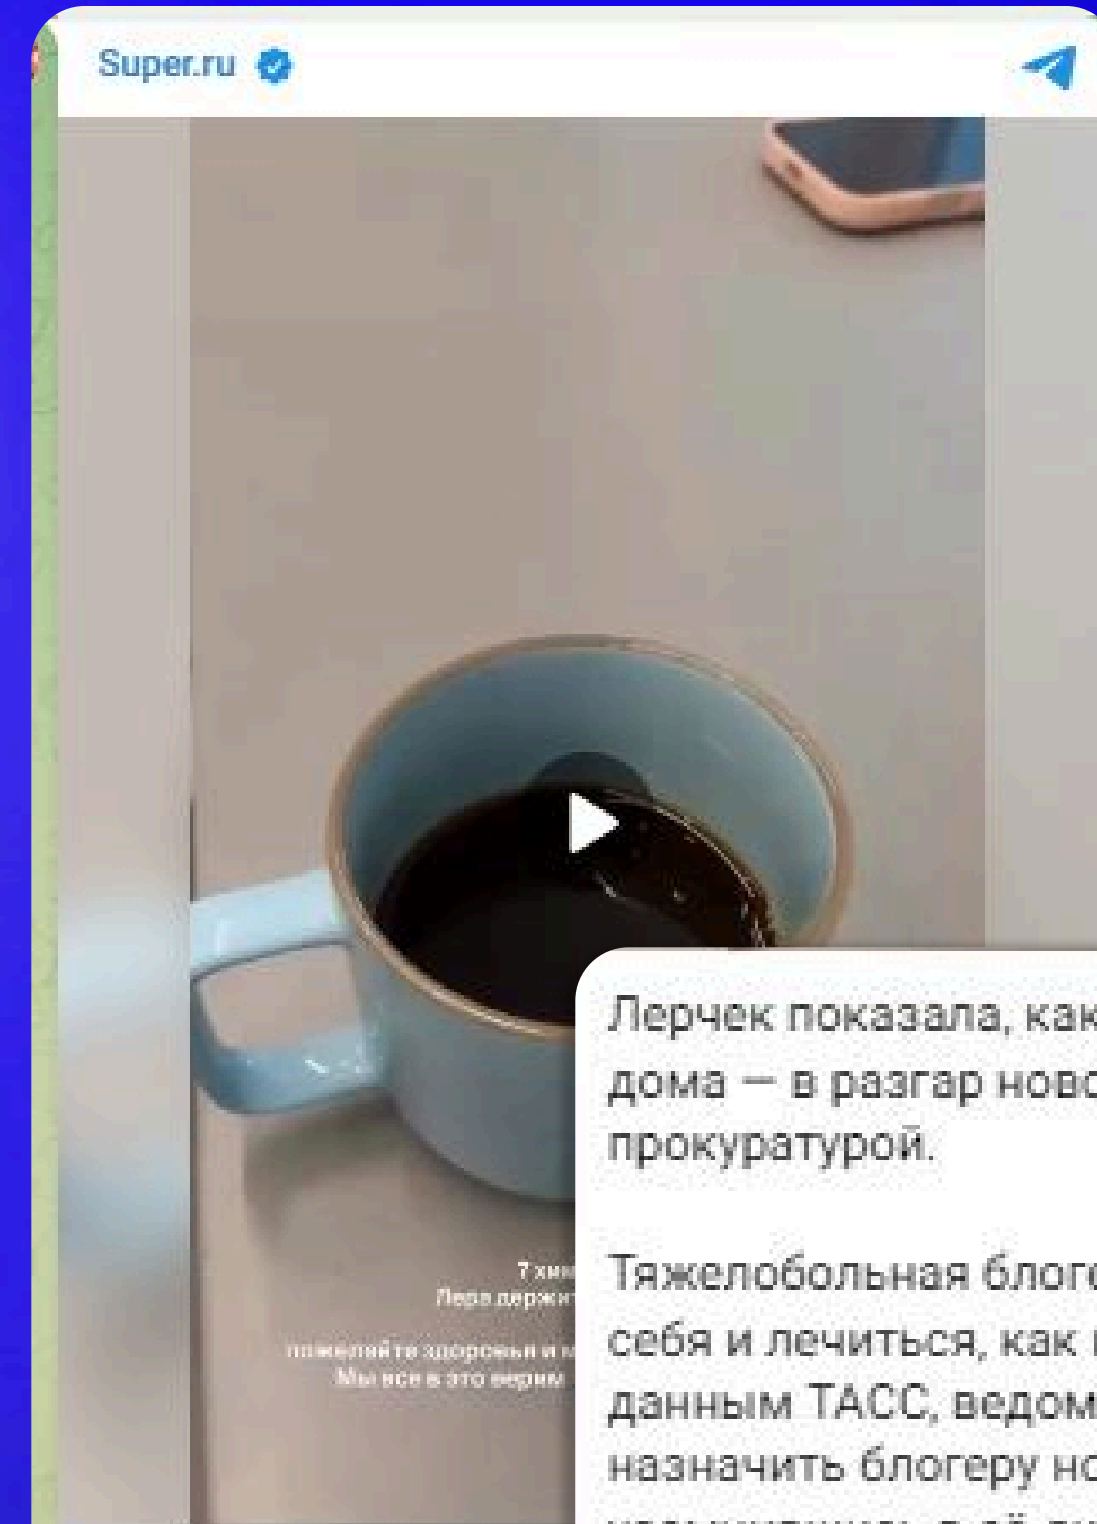 Super.ru
7 хим
Лера держит
пожелайте здоровья и м
Мы все в это верим
Лерчек показала, как
дома — в разгар ново
прокуратурой.
Тяжелобольная блоге
себя и лечиться, как
данным ТАСС, ведом
назначить блогеру но